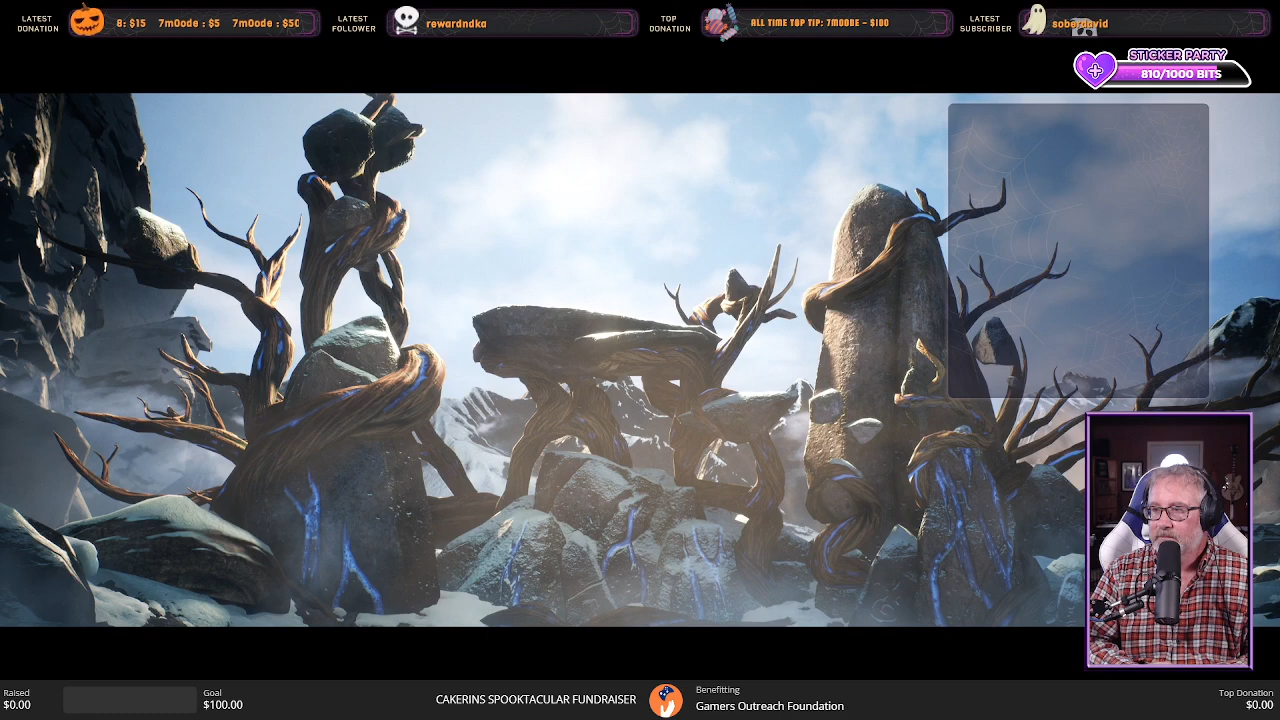 LATEST
DONATION
8: $15 7m0ode : $5 7m0ode : $50
LATEST
FOLLOWER
rewardndka
TOP
DONATION
ALL TIME TOP TIP: 7M00DE - $100
LATEST
SUBSCRIBER
soberdavid
STICKER PARTY
810/1000 BITS
Raised
$0.00
Goal
$100.00
CAKERINS SPOOKTACULAR FUNDRAISER
Benefitting
Gamers Outreach Foundation
Top Donation
$0.00